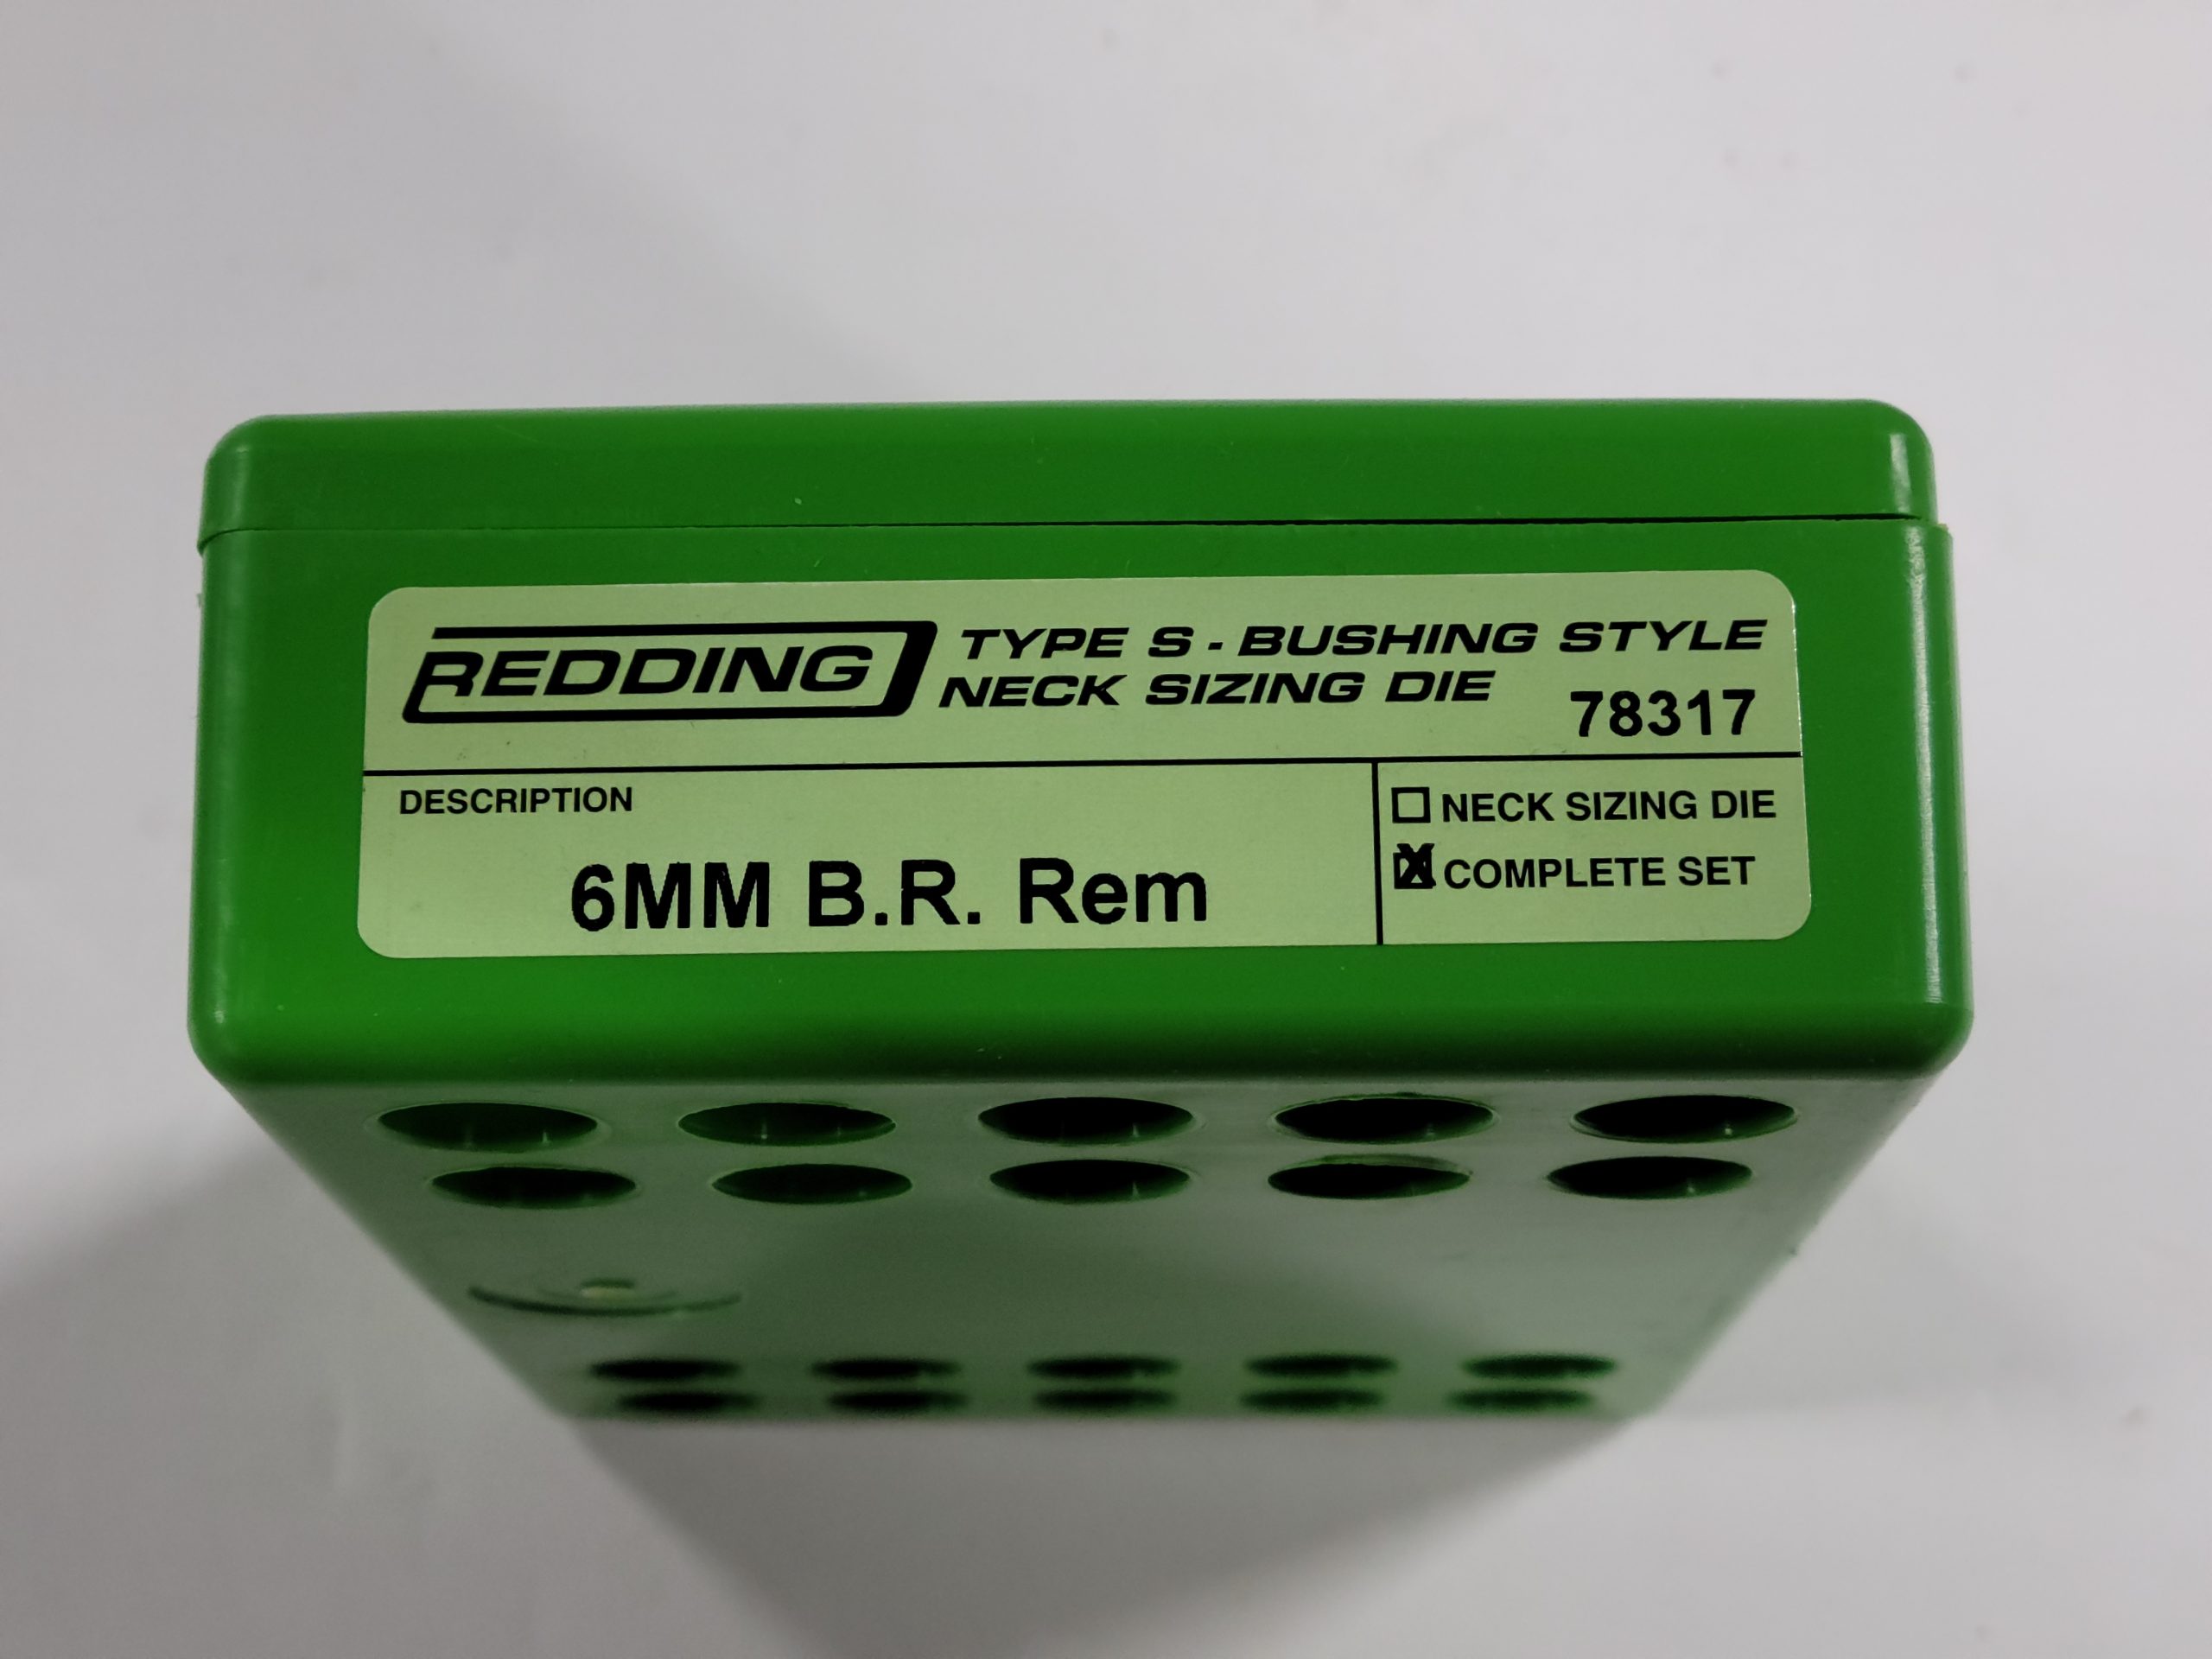 REDDING TYPE S - BUSHING STYLE
NECK SIZING DIE
78317
DESCRIPTION
6MM B.R. Rem
NECK SIZING DIE
X COMPLETE SET